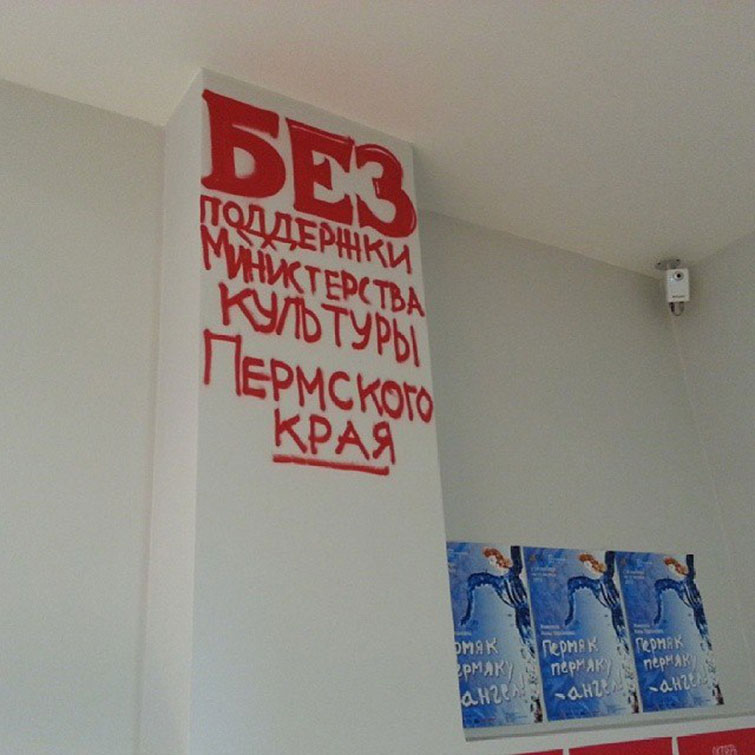 БЕЗ
ПОДДЕРЖКИ
МИНИСТЕРСТВА
КУЛЬТУРЫ
ПЕРМСКОГО
КРАЯ
Пермяк
пермяку
-ангел!
Пермяк
пермяку
-ангел!
Пермяк
пермяку
-ангел!